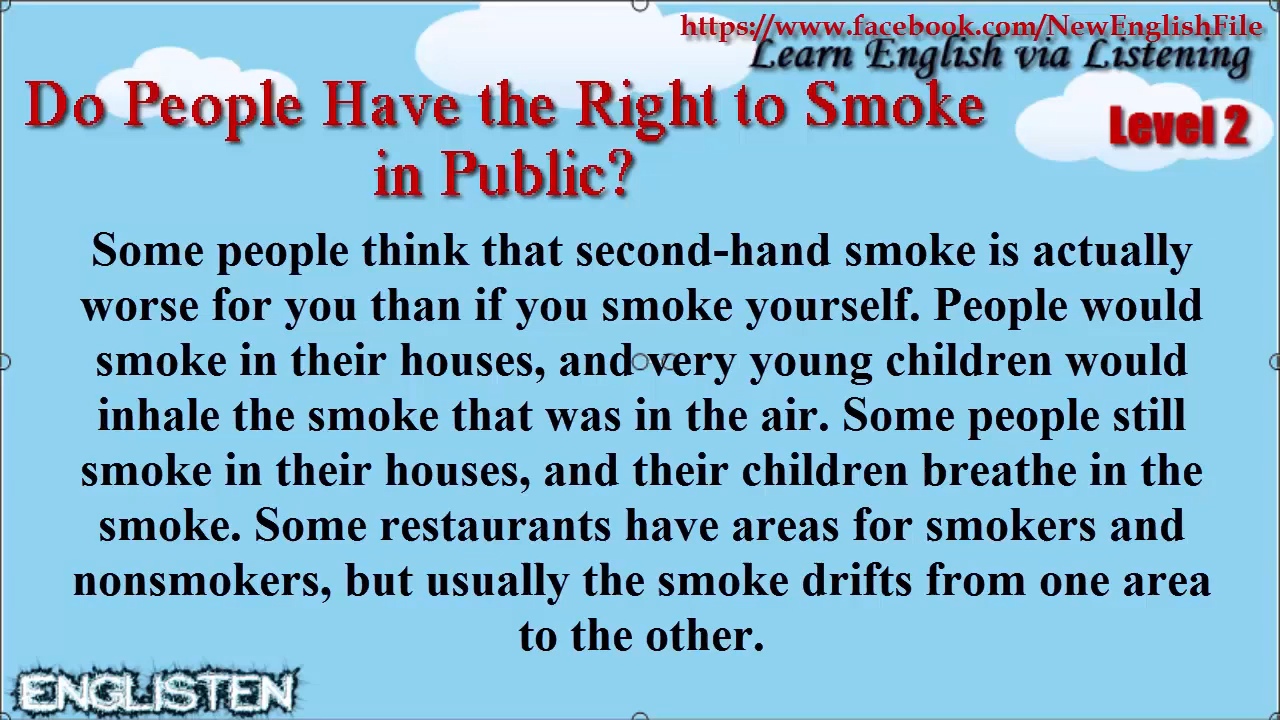 https://www.facebook.com/NewEnglishFile
Learn English via Listening
Do People Have the Right to Smoke
in Public?
Level 2
Some people think that second-hand smoke is actually
worse for you than if you smoke yourself. People would
smoke in their houses, and very young children would
inhale the smoke that was in the air. Some people still
smoke in their houses, and their children breathe in the
smoke. Some restaurants have areas for smokers and
nonsmokers, but usually the smoke drifts from one area
to the other.
ENGLISTEN